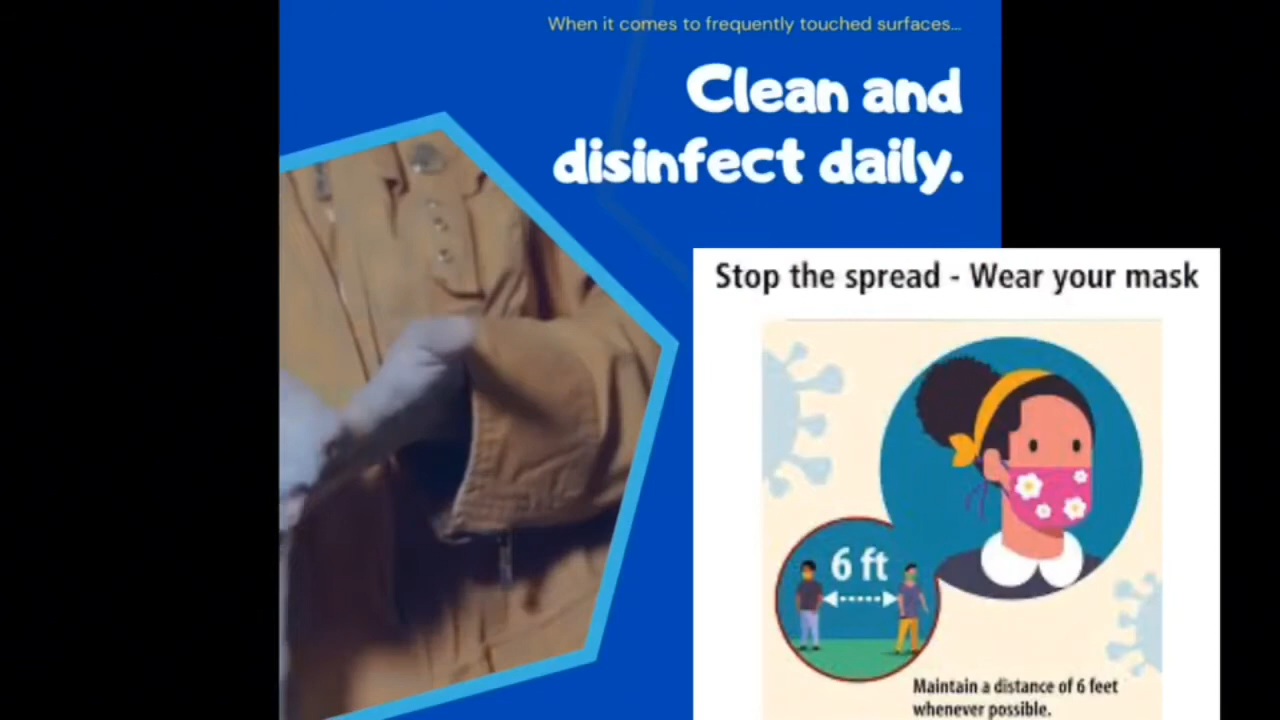 When it comes to frequently touched surfaces...
Clean and
disinfect daily.
Stop the spread - Wear your mask
6 ft
Maintain a distance of 6 feet
whenever possible.